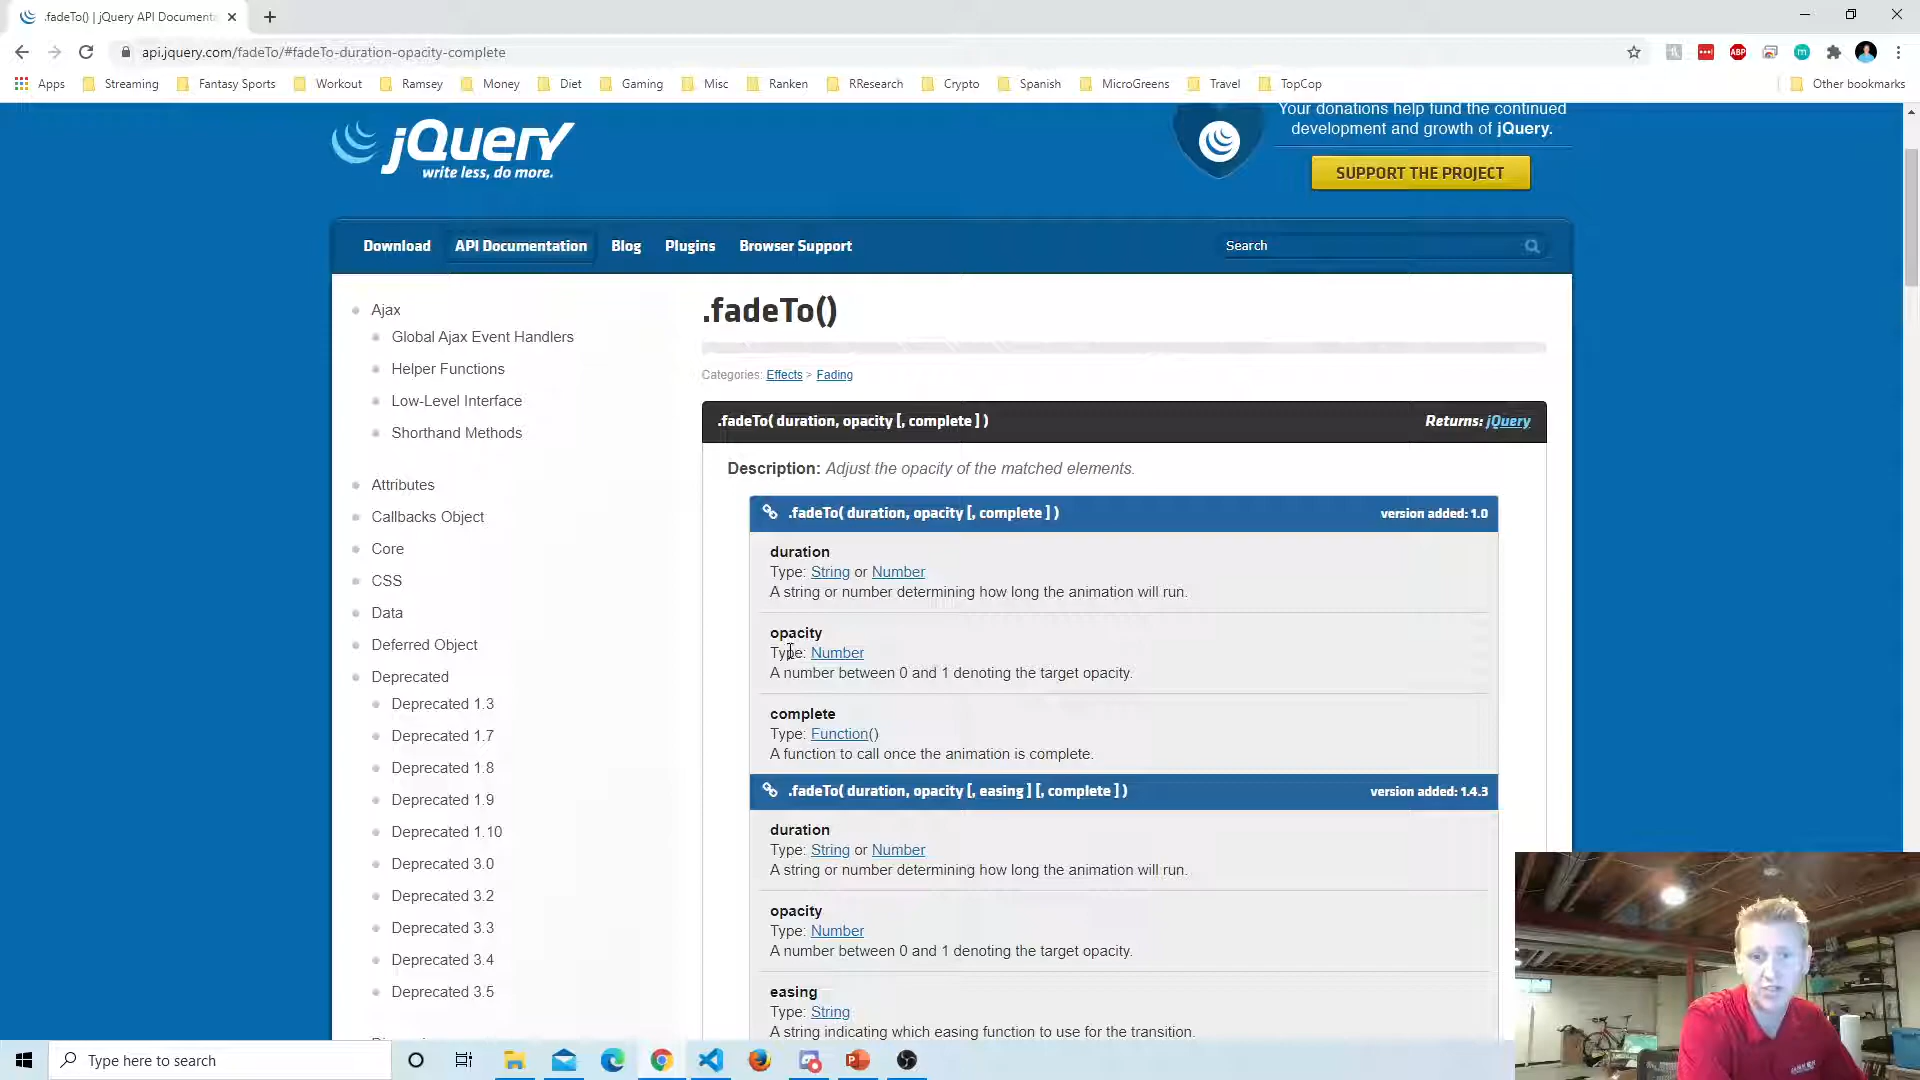 .fadeTo() | jQuery API Documenta
api.jquery.com/fadeTo/#fadeTo-duration-opacity-complete
ABP
m
Apps
Streaming
Fantasy Sports
Workout
Ramsey
Money
Diet
Gaming
Misc
Ranken
RResearch
Crypto
Spanish
MicroGreens
Travel
TopCop
Other bookmarks
jQuery
write less, do more.
Your donations help fund the continued
development and growth of jQuery.
SUPPORT THE PROJECT
Download
API Documentation
Blog
Plugins
Browser Support
Search
Ajax
Global Ajax Event Handlers
Helper Functions
Low-Level Interface
Shorthand Methods
Attributes
Callbacks Object
Core
CSS
Data
Deferred Object
Deprecated
Deprecated 1.3
Deprecated 1.7
Deprecated 1.8
Deprecated 1.9
Deprecated 1.10
Deprecated 3.0
Deprecated 3.2
Deprecated 3.3
Deprecated 3.4
Deprecated 3.5
.fadeTo()
Categories: Effects > Fading
.fadeTo( duration, opacity [, complete ] )
Returns: jQuery
Description: Adjust the opacity of the matched elements.
.fadeTo( duration, opacity [, complete ] )
version added: 1.0
duration
Type: String or Number
A string or number determining how long the animation will run.
opacity
Type: Number
A number between 0 and 1 denoting the target opacity.
complete
Type: Function()
A function to call once the animation is complete.
.fadeTo( duration, opacity [, easing ] [, complete ] )
version added: 1.4.3
duration
Type: String or Number
A string or number determining how long the animation will run.
opacity
Type: Number
A number between 0 and 1 denoting the target opacity.
easing
Type: String
A string indicating which easing function to use for the transition.
Type here to search